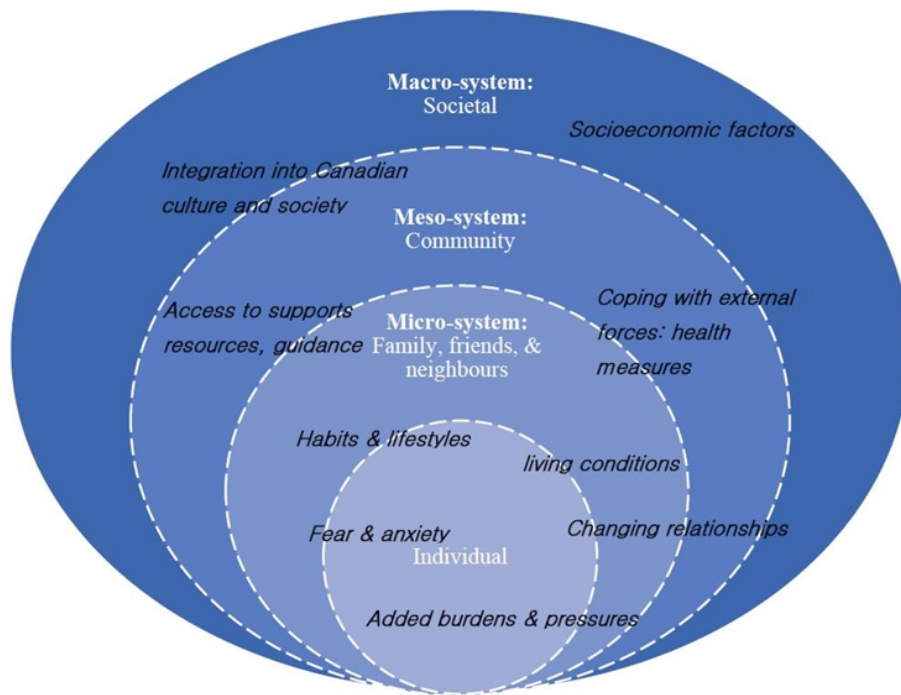 Macro-system:
Societal
Socioeconomic factors
Integration into Canadian
culture and society
Meso-system:
Community
Access to supports
resources, guidance
Coping with external
forces: health
measures
Micro-system:
Family, friends, &
neighbours
Habits & lifestyles
living conditions
Fear & anxiety
Changing relationships
Individual
Added burdens & pressures